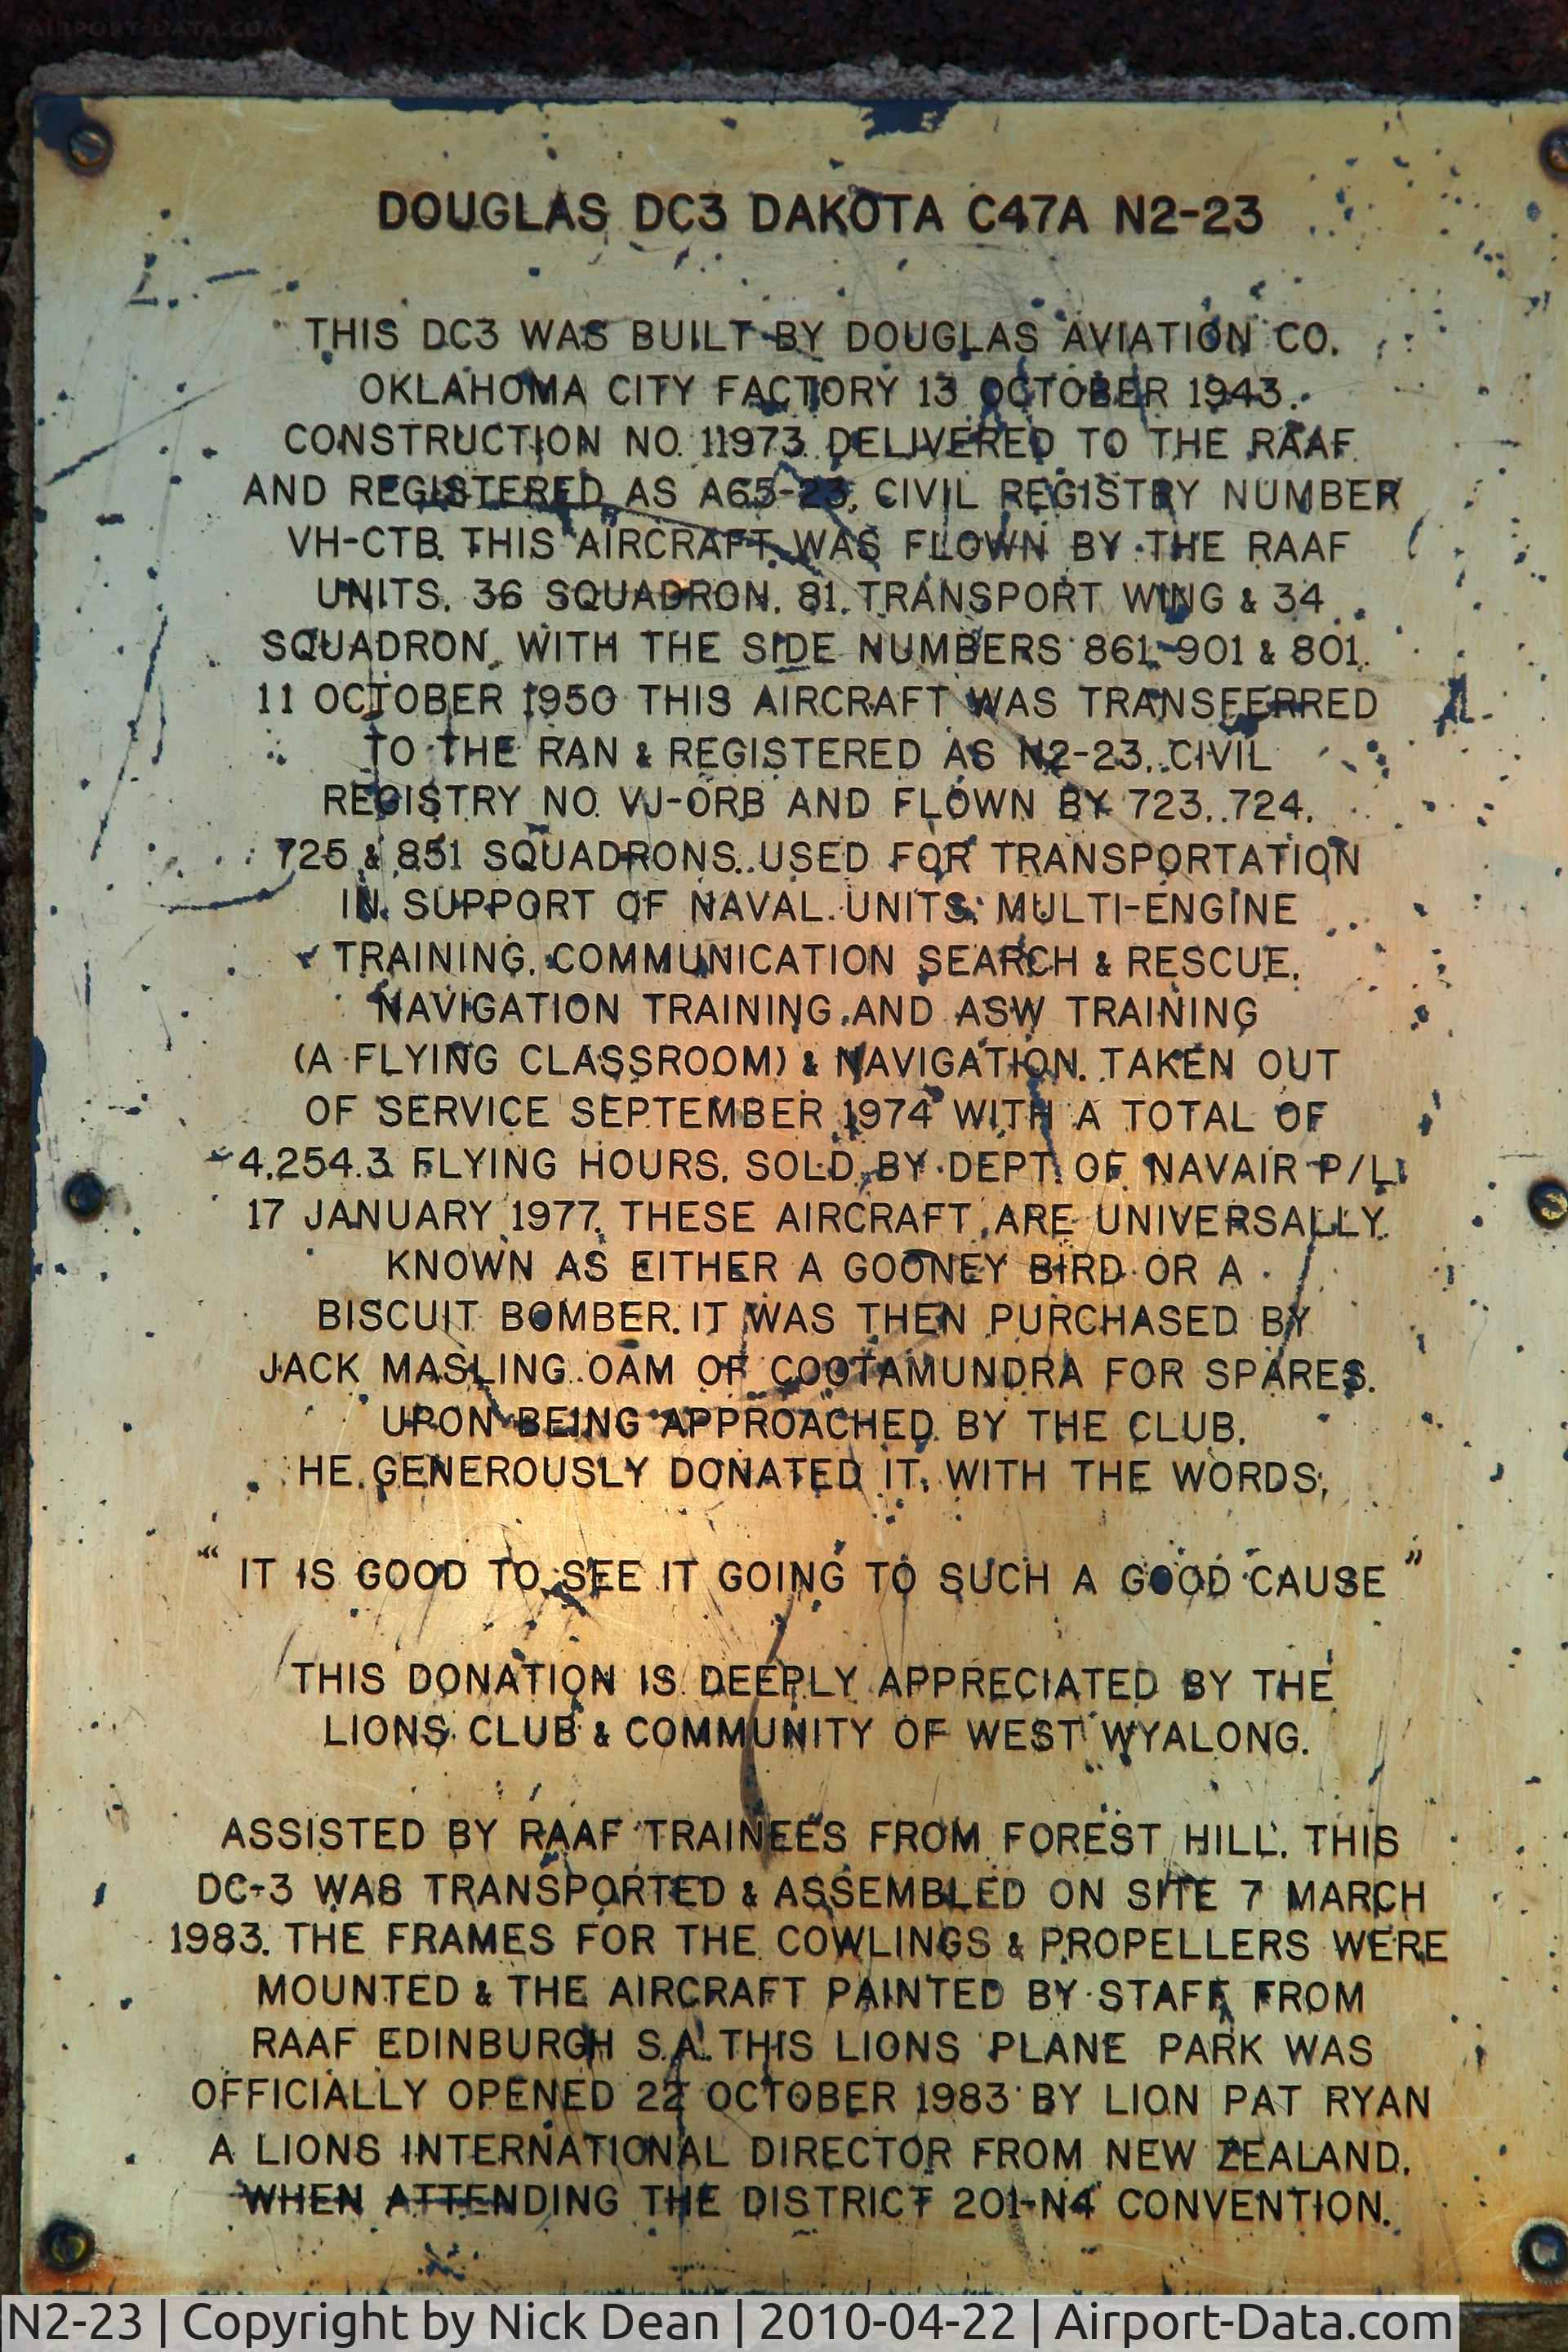 AIRPORT-DATA.COM
DOUGLAS DC3 DAKOTA C47A N2-23
THIS DC3 WAS BUILT BY DOUGLAS AVIATION CO.
OKLAHOMA CITY FACTORY 13 OCTOBER 1943.
CONSTRUCTION NO. 11973. DELIVERED TO THE RAAF
AND REGISTERED AS A65-23, CIVIL REGISTRY NUMBER
VH-CTB. THIS AIRCRAFT WAS FLOWN BY THE RAAF
UNITS, 36 SQUADRON, 81, TRANSPORT WING & 34
SQUADRON, WITH THE SIDE NUMBERS 861, 901 & 801.
11 OCTOBER 1950 THIS AIRCRAFT WAS TRANSFERRED
TO THE RAN & REGISTERED AS N2-23, CIVIL
REGISTRY NO. VJ-ORB AND FLOWN BY 723, 724,
725 & 851 SQUADRONS. USED FOR TRANSPORTATION
IN SUPPORT OF NAVAL UNITS, MULTI-ENGINE
TRAINING, COMMUNICATION SEARCH & RESCUE,
NAVIGATION TRAINING AND ASW TRAINING
(A FLYING CLASSROOM) & NAVIGATION. TAKEN OUT
OF SERVICE SEPTEMBER 1974 WITH A TOTAL OF
4,254.3 FLYING HOURS, SOLD BY DEPT. OF NAVAIR P/L
17 JANUARY 1977, THESE AIRCRAFT ARE UNIVERSALLY
KNOWN AS EITHER A GOONEY BIRD OR A
BISCUIT BOMBER. IT WAS THEN PURCHASED BY
JACK MASLING OAM OF COOTAMUNDRA FOR SPARES.
UPON BEING APPROACHED BY THE CLUB,
HE GENEROUSLY DONATED IT, WITH THE WORDS;
“ IT IS GOOD TO SEE IT GOING TO SUCH A GOOD CAUSE ”
THIS DONATION IS DEEPLY APPRECIATED BY THE
LIONS CLUB & COMMUNITY OF WEST WYALONG.
ASSISTED BY RAAF TRAINEES FROM FOREST HILL, THIS
DC-3 WAS TRANSPORTED & ASSEMBLED ON SITE 7 MARCH
1983. THE FRAMES FOR THE COWLINGS & PROPELLERS WERE
MOUNTED & THE AIRCRAFT PAINTED BY STAFF FROM
RAAF EDINBURGH S.A. THIS LIONS PLANE PARK WAS
OFFICIALLY OPENED 22 OCTOBER 1983 BY LION PAT RYAN
A LIONS INTERNATIONAL DIRECTOR FROM NEW ZEALAND,
WHEN ATTENDING THE DISTRICT 201-N4 CONVENTION.
N2-23 | Copyright by Nick Dean | 2010-04-22 | Airport-Data.com